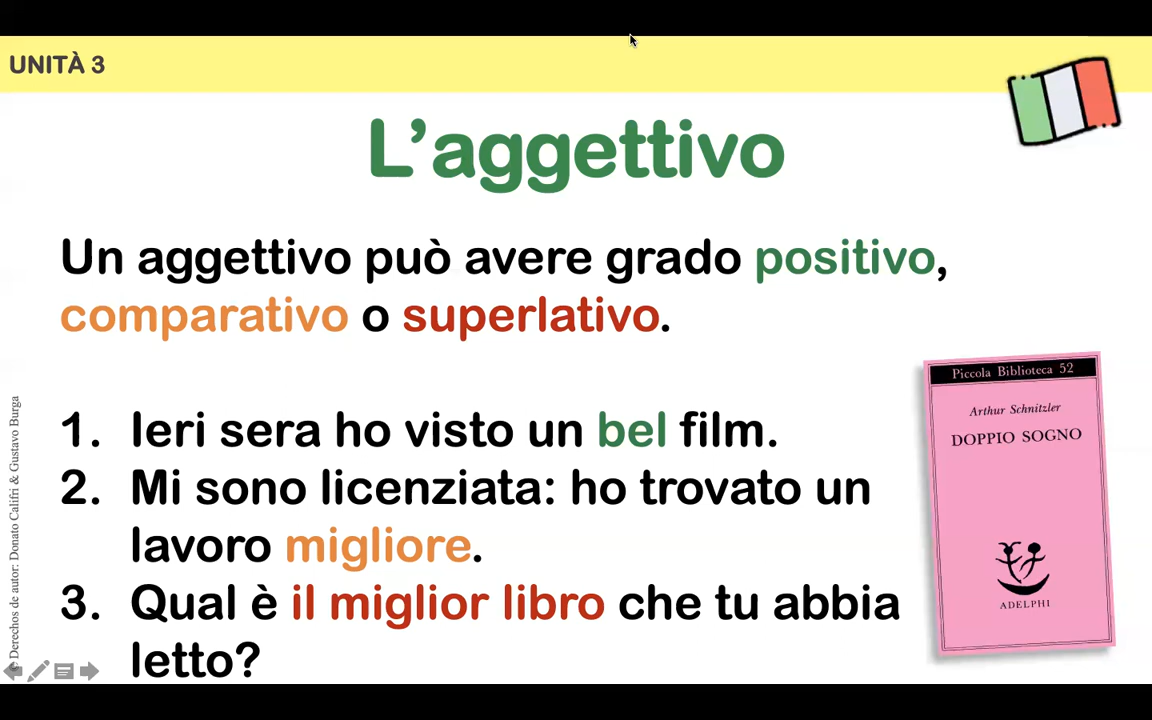 UNITÀ 3
L’aggettivo
Un aggettivo può avere grado positivo,
comparativo o superlativo.
1. Ieri sera ho visto un bel film.
2. Mi sono licenziata: ho trovato un
lavoro migliore.
3. Qual è il miglior libro che tu abbia
letto?
Piccola Biblioteca 52
Arthur Schnitzler
DOPPIO SOGNO
ADELPHI
© Derechos de autor: Donato Califri & Gustavo Burga